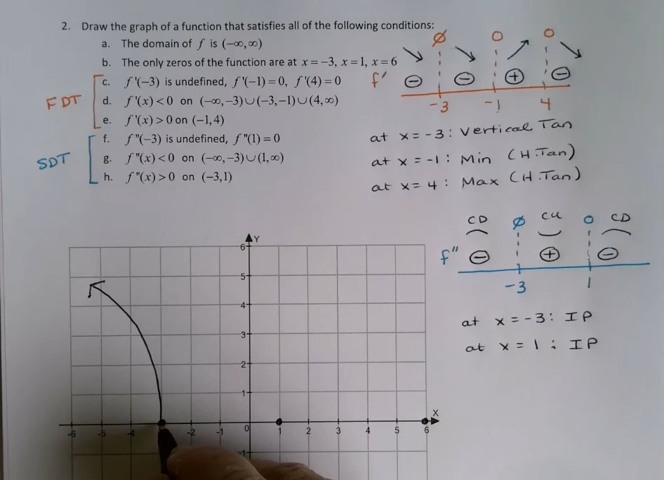 2. Draw the graph of a function that satisfies all of the following conditions:
a. The domain of f is (-∞,∞)
b. The only zeros of the function are at x = -3, x = 1, x = 6
c. f'(-3) is undefined, f'(-1) = 0, f'(4) = 0
d. f'(x) < 0 on (-∞,-3)∪(-3,-1)∪(4,∞)
e. f'(x) > 0 on (-1,4)
f. f"(-3) is undefined, f"(1) = 0
g. f"(x) < 0 on (-∞,-3)∪(1,∞)
h. f"(x) > 0 on (-3,1)
FDT
SDT
∅ 0 0
f' - - + -
-3 -1 4
at x = -3 : Vertical Tan
at x = -1 : Min (H.Tan)
at x = 4 : Max (H.Tan)
CD ∅ CU 0 CD
f" - + -
-3 1
at x = -3 : IP
at x = 1 : IP
Y
6
5
4
3
2
1
X
-6 -5 -4 -2 -1 0 1 2 3 4 5 6
-1